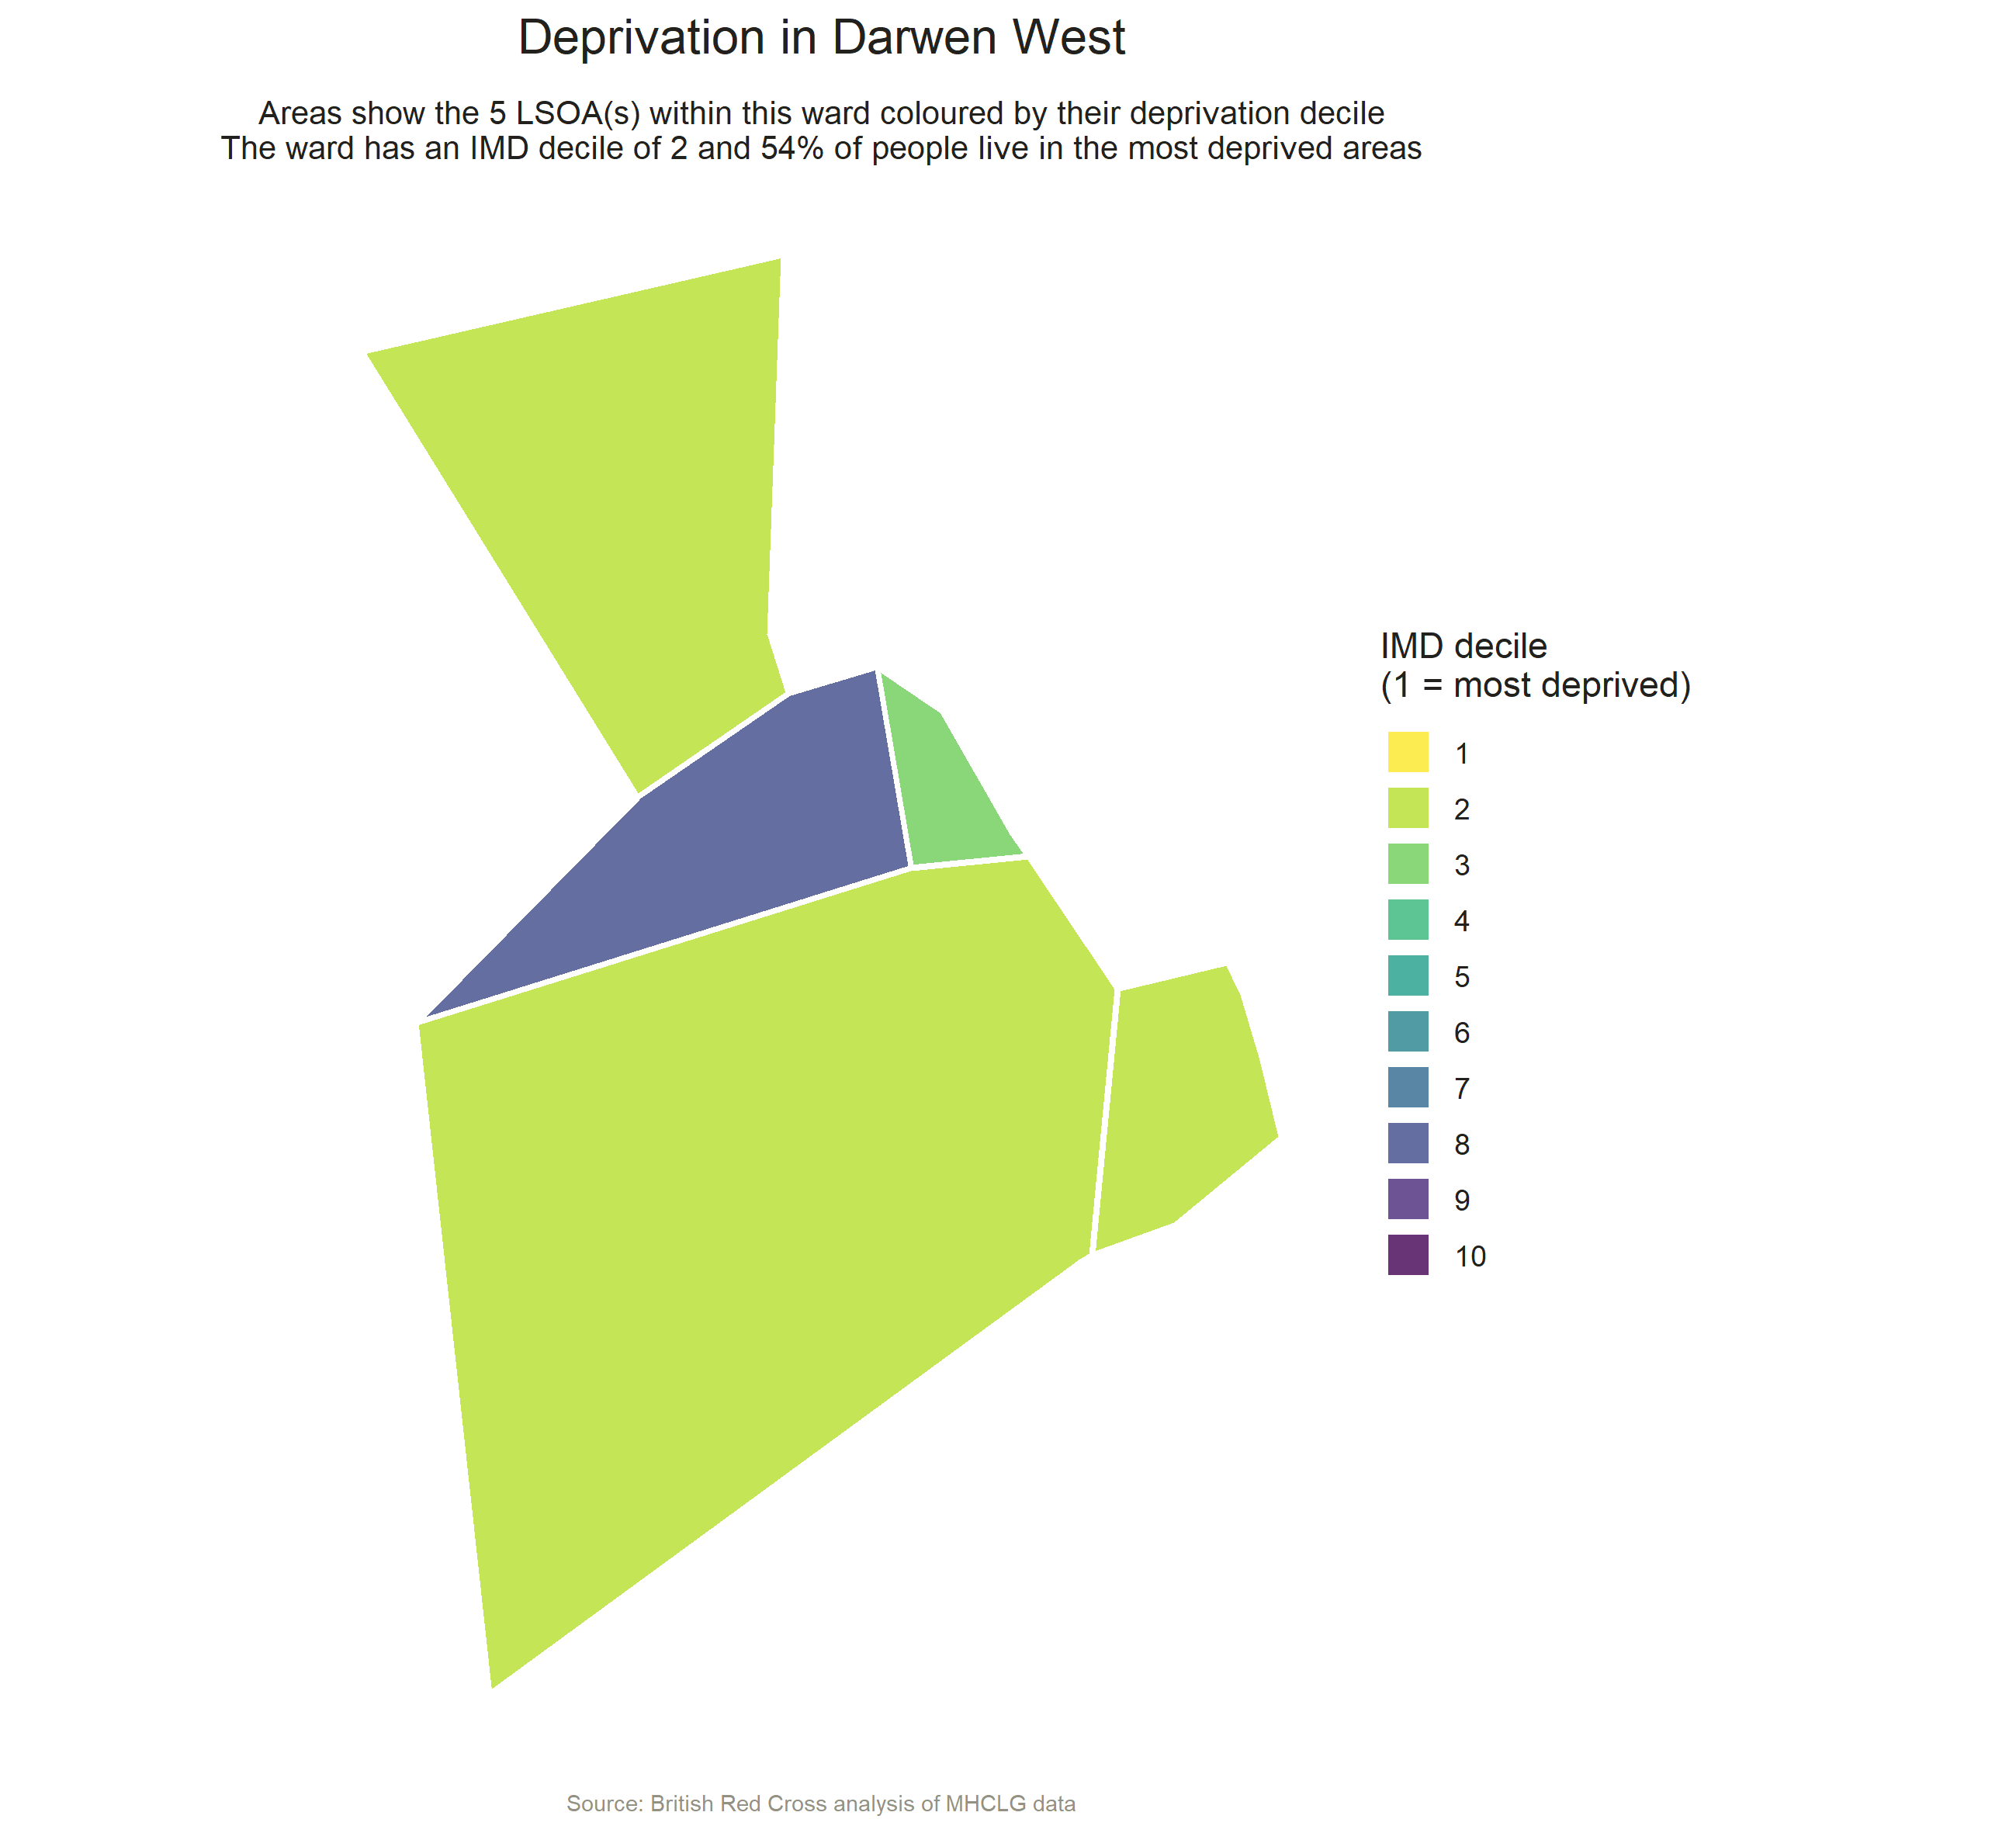 Deprivation in Darwen West
Areas show the 5 LSOA(s) within this ward coloured by their deprivation decile
The ward has an IMD decile of 2 and 54% of people live in the most deprived areas
IMD decile
(1 = most deprived)
1
2
3
4
5
6
7
8
9
10
Source: British Red Cross analysis of MHCLG data